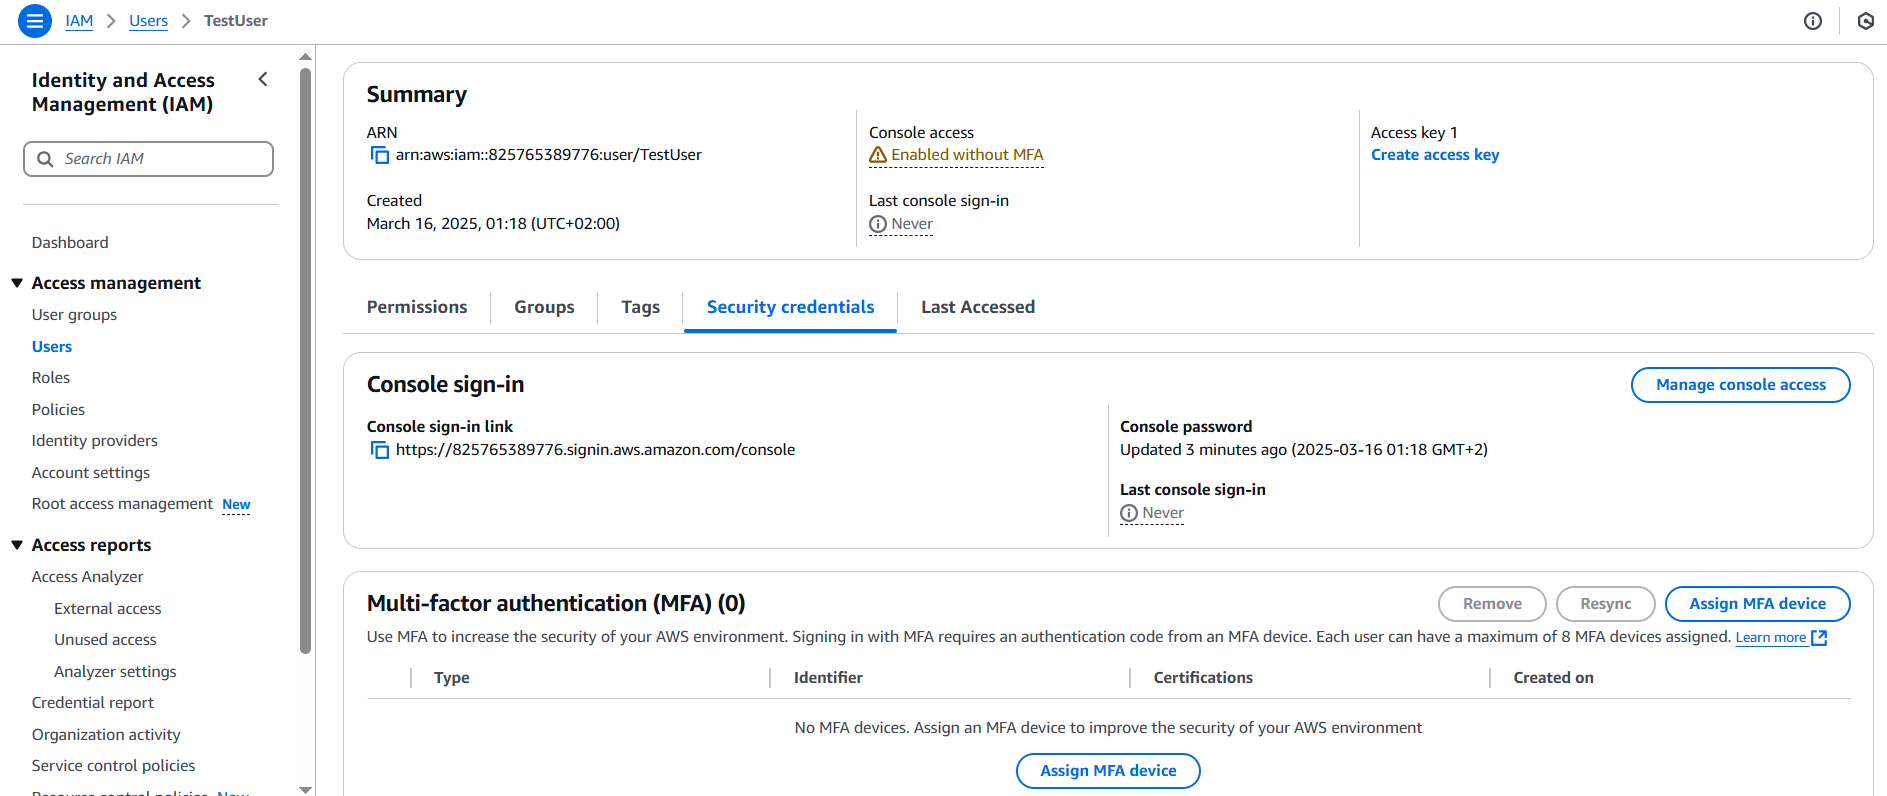 IAM > Users > TestUser
Identity and Access
Management (IAM)
Search IAM
Dashboard
Access management
User groups
Users
Roles
Policies
Identity providers
Account settings
Root access management New
Access reports
Access Analyzer
External access
Unused access
Analyzer settings
Credential report
Organization activity
Service control policies
Resource control policies New
Summary
ARN
arn:aws:iam::825765389776:user/TestUser
Created
March 16, 2025, 01:18 (UTC+02:00)
Console access
Enabled without MFA
Last console sign-in
Never
Access key 1
Create access key
Permissions
Groups
Tags
Security credentials
Last Accessed
Console sign-in
Manage console access
Console sign-in link
https://825765389776.signin.aws.amazon.com/console
Console password
Updated 3 minutes ago (2025-03-16 01:18 GMT+2)
Last console sign-in
Never
Multi-factor authentication (MFA) (0)
Remove
Resync
Assign MFA device
Use MFA to increase the security of your AWS environment. Signing in with MFA requires an authentication code from an MFA device. Each user can have a maximum of 8 MFA devices assigned. Learn more
Type
Identifier
Certifications
Created on
No MFA devices. Assign an MFA device to improve the security of your AWS environment
Assign MFA device